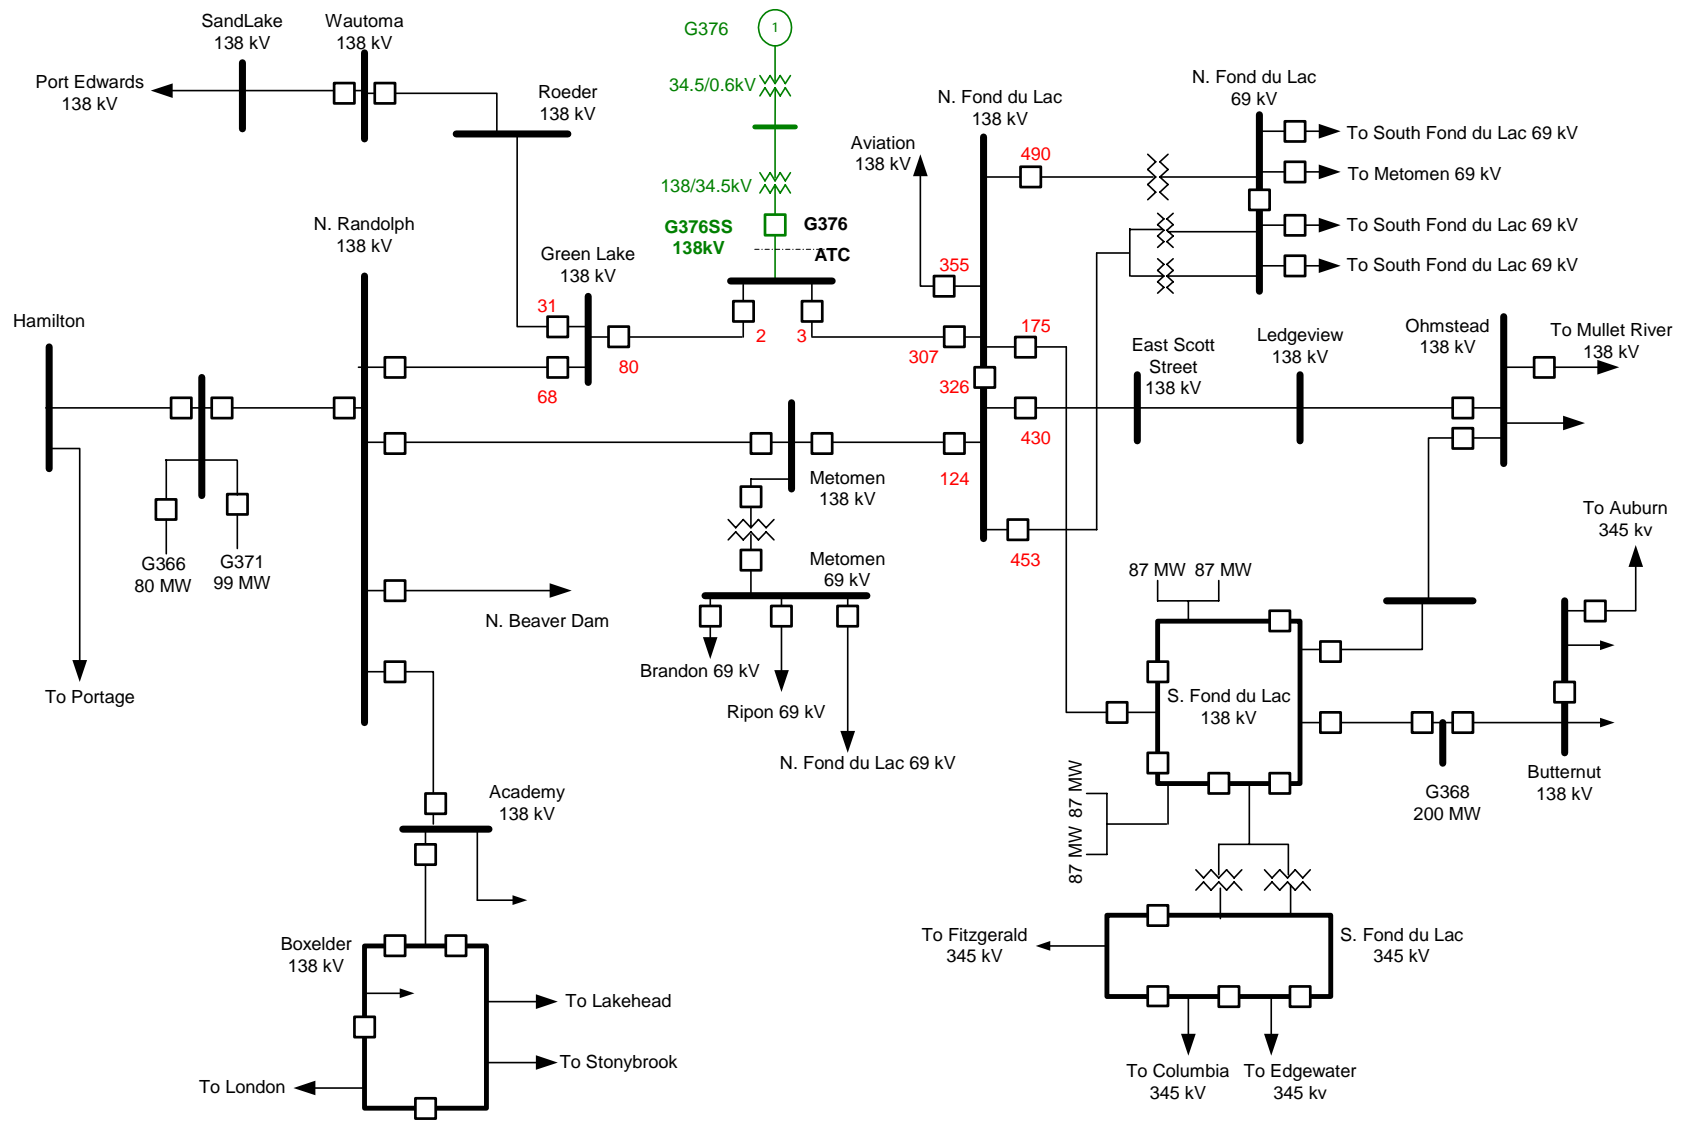 SandLake
138 kV
Wautoma
138 kV
G376
1
Port Edwards
138 kV
34.5/0.6kV
Roeder
138 kV
N. Fond du Lac
138 kV
N. Fond du Lac
69 kV
To South Fond du Lac 69 kV
Aviation
138 kV
490
To Metomen 69 kV
138/34.5kV
N. Randolph
138 kV
G376SS
138kV
G376
ATC
To South Fond du Lac 69 kV
Green Lake
138 kV
355
To South Fond du Lac 69 kV
Hamilton
31
2
3
307
175
East Scott
Street
138 kV
Ledgeview
138 kV
Ohmstead
138 kV
To Mullet River
138 kV
68
80
326
430
124
Metomen
138 kV
G366
80 MW
G371
99 MW
453
To Auburn
345 kv
Metomen
69 kV
87 MW
87 MW
N. Beaver Dam
Brandon 69 kV
Ripon 69 kV
N. Fond du Lac 69 kV
To Portage
S. Fond du Lac
138 kV
87 MW
87 MW
G368
200 MW
Butternut
138 kV
Academy
138 kV
Boxelder
138 kV
To Fitzgerald
345 kV
S. Fond du Lac
345 kV
To Lakehead
To Stonybrook
To London
To Columbia
345 kV
To Edgewater
345 kv